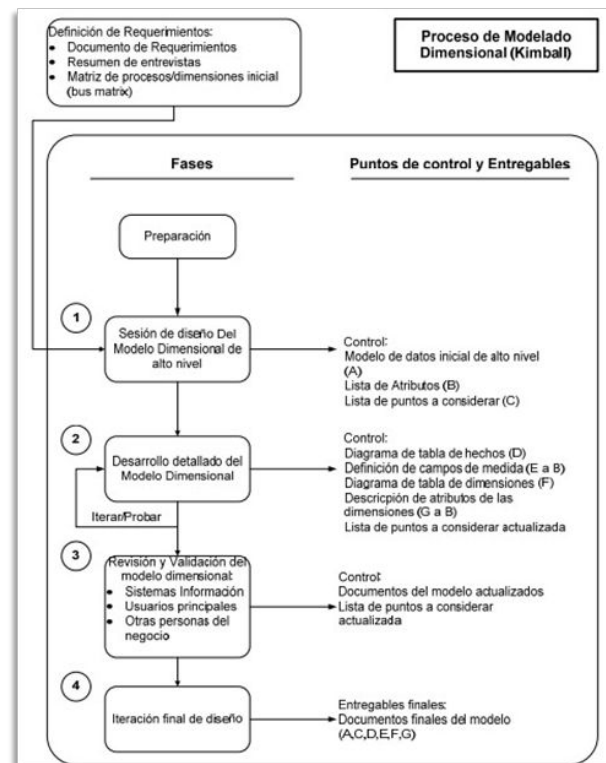 Definición de Requerimientos:
• Documento de Requerimientos
• Resumen de entrevistas
• Matriz de procesos/dimensiones inicial
(bus matrix)
Proceso de Modelado
Dimensional (Kimball)
Fases
Puntos de control y Entregables
Preparación
1
Sesión de diseño Del
Modelo Dimensional de
alto nivel
Control:
Modelo de datos inicial de alto nivel
(A)
Lista de Atributos (B)
Lista de puntos a considerar (C)
2
Desarrollo detallado del
Modelo Dimensional
Iterar/Probar
Control:
Diagrama de tabla de hechos (D)
Definición de campos de medida (E a B)
Diagrama de tabla de dimensiones (F)
Descricpión de atributos de las
dimensiones (G a B)
Lista de puntos a considerar actualizada
3
Revisión y Validación del
modelo dimensional:
• Sistemas Información
• Usuarios principales
• Otras personas del
negocio
Control:
Documentos del modelo actualizados
Lista de puntos a considerar
actualizada
4
Iteración final de diseño
Entregables finales:
Documentos finales del modelo
(A,C,D,E,F,G)